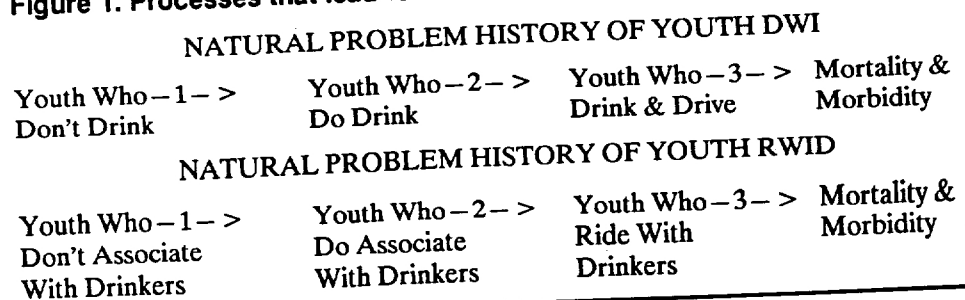 Figure 1. Processes that lead
NATURAL PROBLEM HISTORY OF YOUTH DWI
Youth Who–1– > Youth Who–2– > Youth Who–3– > Mortality &
Don't Drink Do Drink Drink & Drive Morbidity
NATURAL PROBLEM HISTORY OF YOUTH RWID
Youth Who–1– > Youth Who–2– > Youth Who–3– > Mortality &
Don't Associate Do Associate Ride With Morbidity
With Drinkers With Drinkers Drinkers